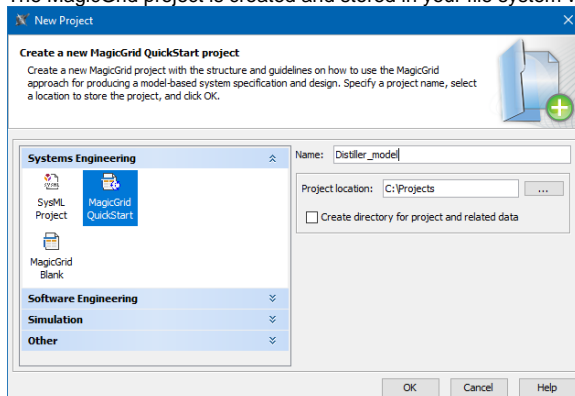 The MagicGrid project is created and stored in your file system
New Project
Create a new MagicGrid QuickStart project
Create a new MagicGrid project with the structure and guidelines on how to use the MagicGrid
approach for producing a model-based system specification and design. Specify a project name, select
a location to store the project, and click OK.
Systems Engineering
SysML
Project
MagicGrid
QuickStart
MagicGrid
Blank
Software Engineering
Simulation
Other
Name: Distiller_model
Project location: C:\Projects ...
Create directory for project and related data
OK Cancel Help